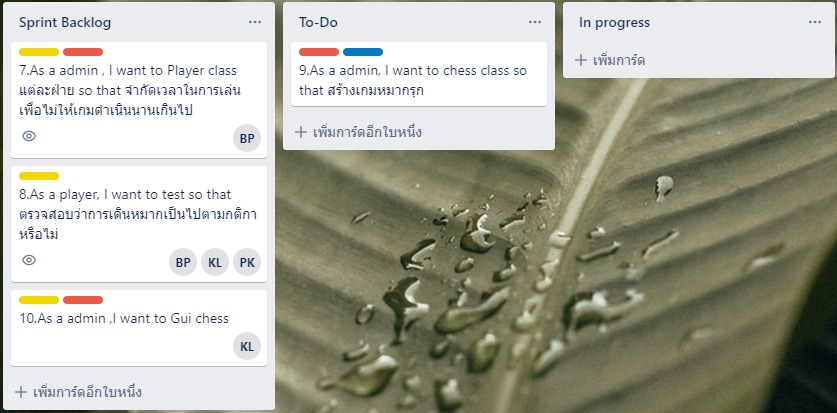 Sprint Backlog
7.As a admin , I want to Player class
แต่ละฝ่าย so that จำกัดเวลาในการเล่น
เพื่อไม่ให้เกมดำเนินนานเกินไป
BP
8.As a player, I want to test so that
ตรวจสอบว่าการเดินหมากเป็นไปตามกติกา
หรือไม่
BP KL PK
10.As a admin ,I want to Gui chess
KL
เพิ่มการ์ดอีกใบหนึ่ง
To-Do
9.As a admin, I want to chess class so
that สร้างเกมหมากรุก
เพิ่มการ์ดอีกใบหนึ่ง
In progress
เพิ่มการ์ด